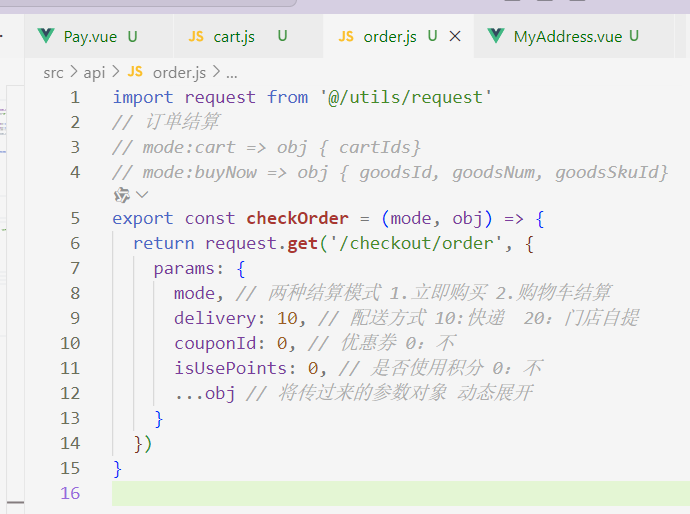 Pay.vue U
JS cart.js U
JS order.js U
MyAddress.vue U
src > api > JS order.js > ...
1 import request from '@/utils/request'
2 // 订单结算
3 // mode:cart => obj { cartIds}
4 // mode:buyNow => obj { goodsId, goodsNum, goodsSkuId}
5 export const checkOrder = (mode, obj) => {
6 return request.get('/checkout/order', {
7 params: {
8 mode, // 两种结算模式 1.立即购买 2.购物车结算
9 delivery: 10, // 配送方式 10:快递 20：门店自提
10 couponId: 0, // 优惠券 0：不
11 isUsePoints: 0, // 是否使用积分 0：不
12 ...obj // 将传过来的参数对象 动态展开
13 }
14 })
15 }
16